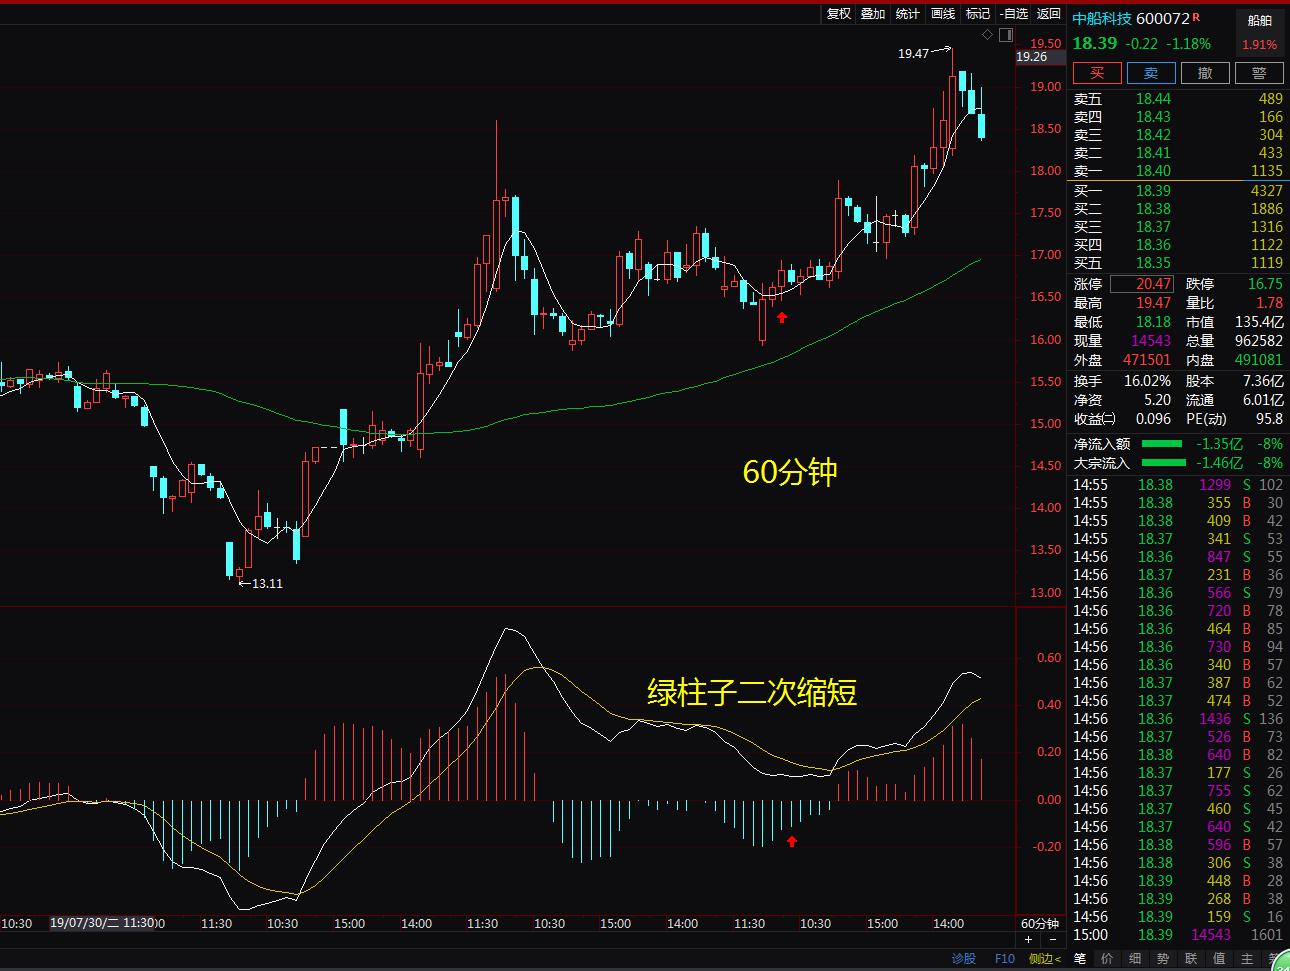 复权 叠加 统计 画线 标记 -自选 返回
中船科技 600072 R 船舶
18.39 -0.22 -1.18% 1.91%
买 卖 撤 警
卖五 18.44 489
卖四 18.43 166
卖三 18.42 304
卖二 18.41 433
卖一 18.40 1135
买一 18.39 4327
买二 18.38 1886
买三 18.37 1316
买四 18.36 1122
买五 18.35 1119
涨停 20.47 跌停 16.75
最高 19.47 量比 1.78
最低 18.18 市值 135.4亿
现量 14543 总量 962582
外盘 471501 内盘 491081
换手 16.02% 股本 7.36亿
净资 5.20 流通 6.01亿
收益㈡ 0.096 PE(动) 95.8
净流入额 -1.35亿 -8%
大宗流入 -1.46亿 -8%
14:55 18.38 1299 S 102
14:55 18.38 355 B 30
14:55 18.38 409 B 42
14:55 18.37 341 S 53
14:56 18.36 847 S 55
14:56 18.37 231 B 36
14:56 18.36 566 S 79
14:56 18.36 720 B 78
14:56 18.36 464 B 85
14:56 18.36 730 B 94
14:56 18.36 340 B 57
14:56 18.37 387 B 62
14:56 18.37 474 B 52
14:56 18.36 1436 S 136
14:56 18.37 526 B 73
14:56 18.38 640 B 82
14:56 18.37 177 S 26
14:56 18.37 755 S 62
14:56 18.37 460 S 45
14:56 18.37 640 S 42
14:56 18.38 596 B 57
14:56 18.38 306 S 38
14:56 18.39 448 B 28
14:56 18.39 268 B 38
14:56 18.39 159 S 16
15:00 18.39 14543 1601
笔 价 细 势 联 值 主
19.50
19.26
19.00
18.50
18.00
17.50
17.00
16.50
16.00
15.50
15.00
14.50
14.00
13.50
13.00
19.47
13.11
60分钟
绿柱子二次缩短
0.60
0.40
0.20
0.00
-0.20
10:30 19/07/30/二 11:30 11:30 10:30 15:00 14:00 11:30 10:30 15:00 14:00 11:30 10:30 15:00 14:00 60分钟
+ -
诊股 F10 侧边<